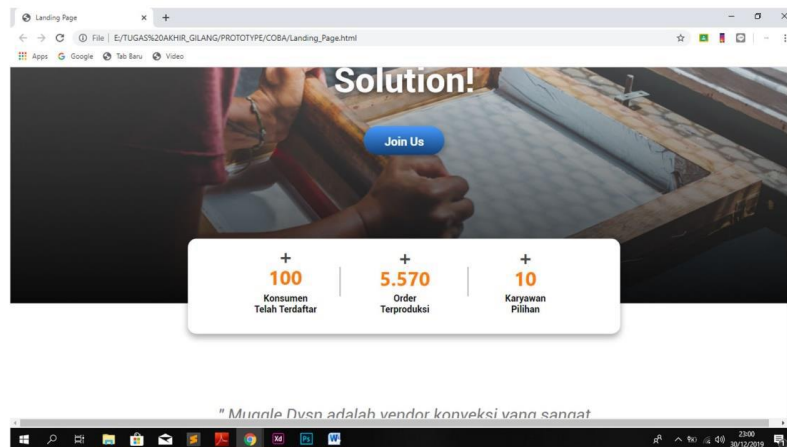 Landing Page
File | E:/TUGAS%20AKHIR_GILANG/PROTOTYPE/COBA/Landing_Page.html
Apps Google Tab Baru Video
Solution!
Join Us
+ + +
100 5.570 10
Konsumen Order Karyawan
Telah Terdaftar Terproduksi Pilihan
" Muggle Dysn adalah vendor konveksi yang sangat
Xd Ps W
23:00
30/12/2019